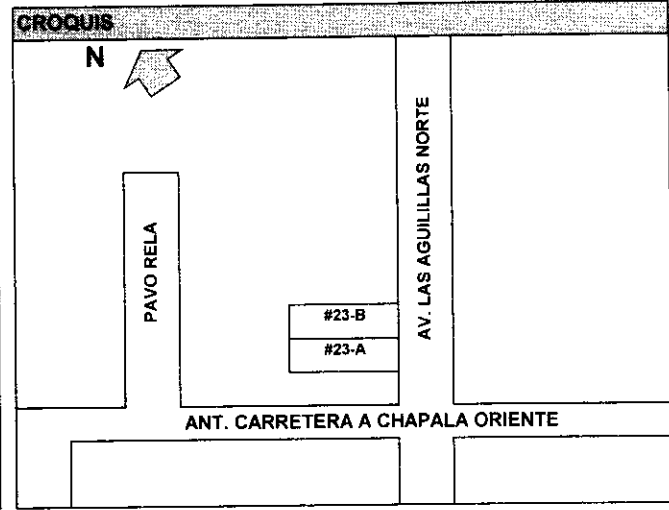 CROQUIS
N
PAVO RELA
AV. LAS AGUILILLAS NORTE
#23-B
#23-A
ANT. CARRETERA A CHAPALA ORIENTE